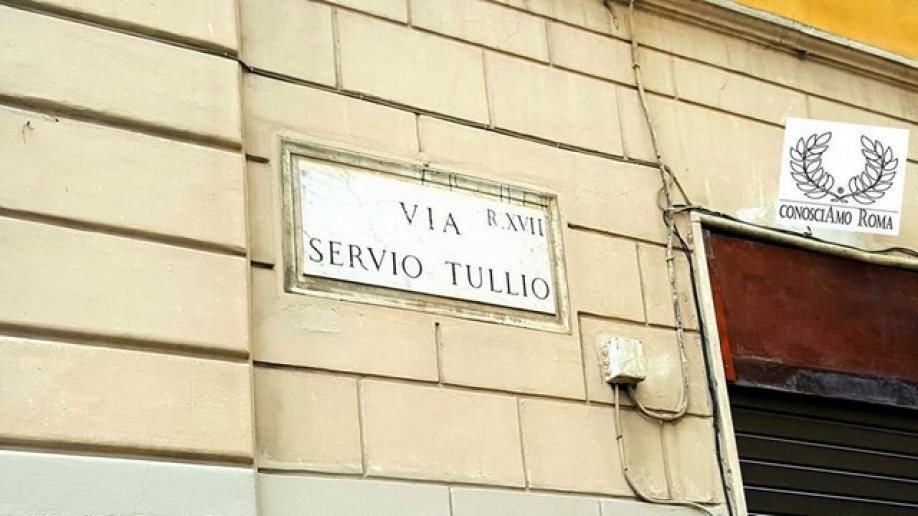 VIA R.XVII
SERVIO TULLIO
CONOSCIAMO ROMA